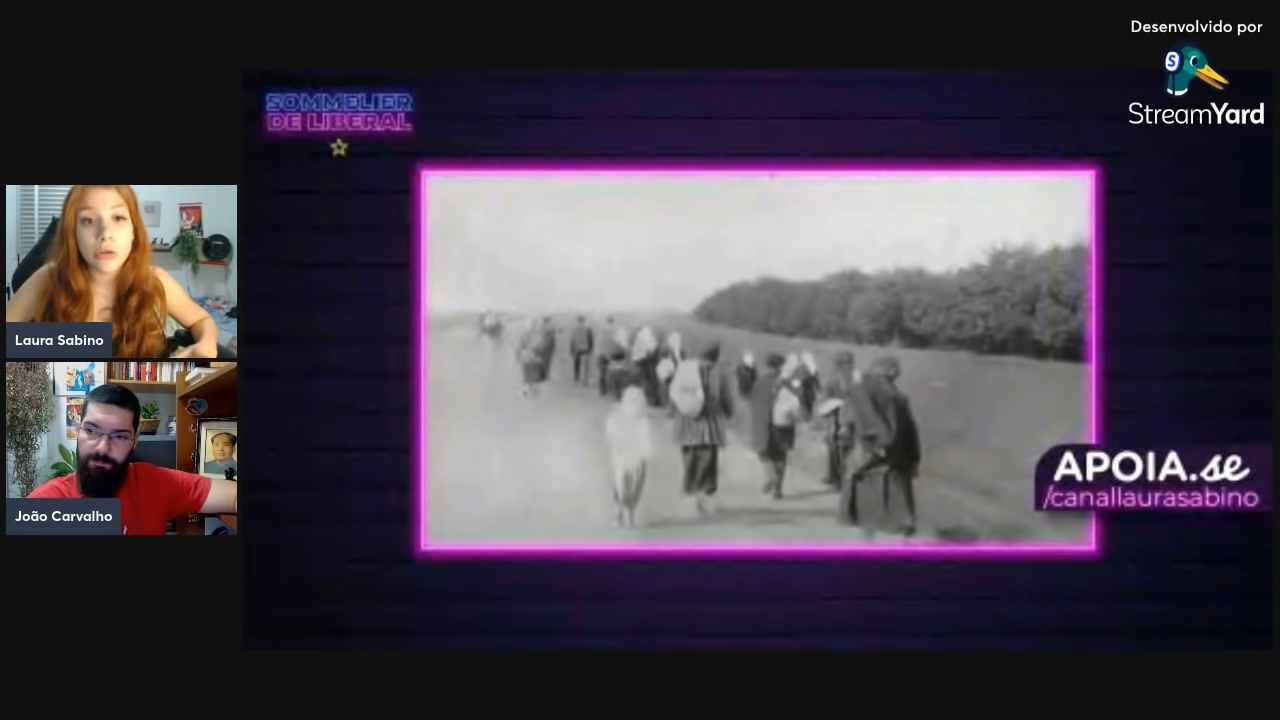 Desenvolvido por
StreamYard
SOMMELIER
DE LIBERAL
Laura Sabino
João Carvalho
APOIA.se
/canallaurasabino